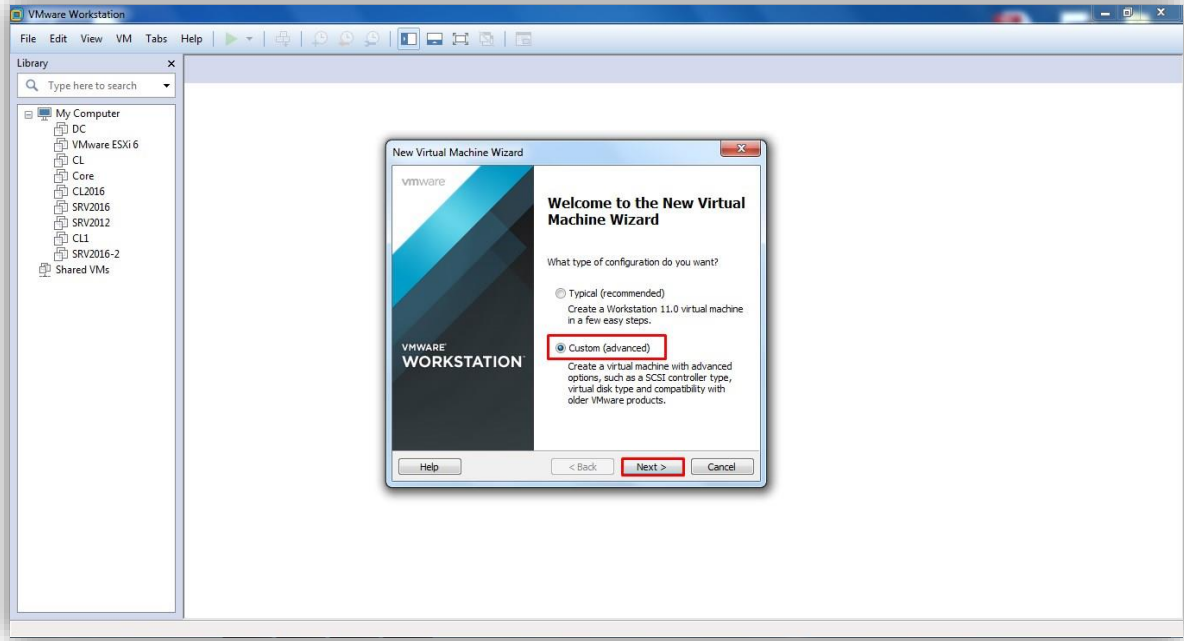 VMware Workstation
File Edit View VM Tabs Help
Library
Type here to search
My Computer
DC
VMware ESXi 6
CL
Core
CL2016
SRV2016
SRV2012
CL1
SRV2016-2
Shared VMs
New Virtual Machine Wizard
vmware
VMWARE
WORKSTATION
Welcome to the New Virtual
Machine Wizard
What type of configuration do you want?
Typical (recommended)
Create a Workstation 11.0 virtual machine
in a few easy steps.
Custom (advanced)
Create a virtual machine with advanced
options, such as a SCSI controller type,
virtual disk type and compatibility with
older VMware products.
Help
< Back
Next >
Cancel